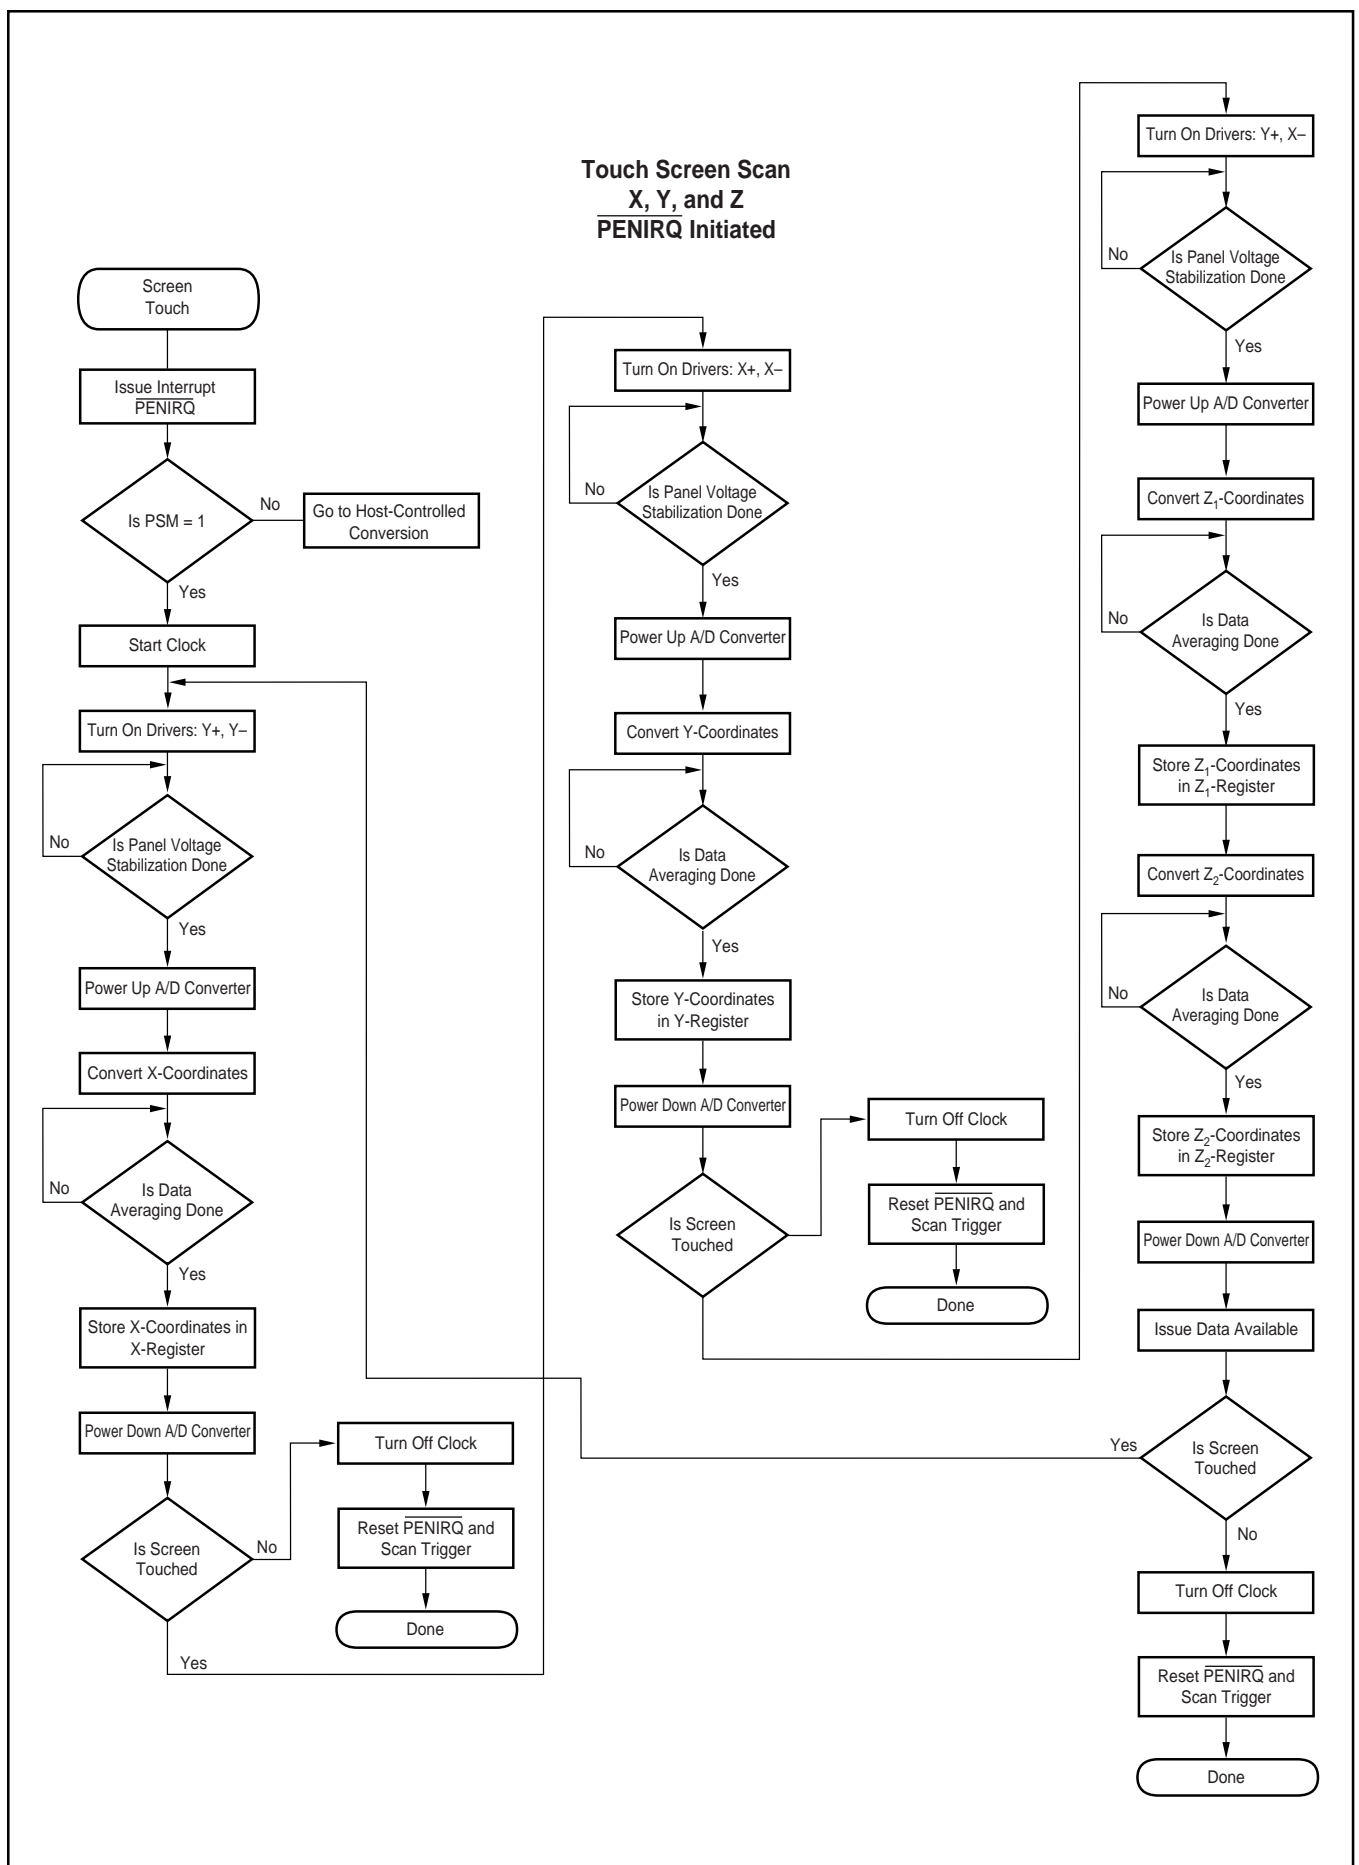 Touch Screen Scan
X, Y, and Z
PENIRQ Initiated
Screen
Touch
Issue Interrupt
PENIRQ
Is PSM = 1
No
Go to Host-Controlled
Conversion
Yes
Start Clock
Turn On Drivers: Y+, Y–
Is Panel Voltage
Stabilization Done
No
Yes
Power Up A/D Converter
Convert X-Coordinates
Is Data
Averaging Done
No
Yes
Store X-Coordinates in
X-Register
Power Down A/D Converter
Is Screen
Touched
No
Turn Off Clock
Reset PENIRQ and
Scan Trigger
Done
Yes
Turn On Drivers: X+, X–
Is Panel Voltage
Stabilization Done
No
Yes
Power Up A/D Converter
Convert Y-Coordinates
Is Data
Averaging Done
No
Yes
Store Y-Coordinates
in Y-Register
Power Down A/D Converter
Is Screen
Touched
Turn Off Clock
Reset PENIRQ and
Scan Trigger
Done
Turn On Drivers: Y+, X–
Is Panel Voltage
Stabilization Done
No
Yes
Power Up A/D Converter
Convert Z1-Coordinates
Is Data
Averaging Done
No
Yes
Store Z1-Coordinates
in Z1-Register
Convert Z2-Coordinates
Is Data
Averaging Done
No
Yes
Store Z2-Coordinates
in Z2-Register
Power Down A/D Converter
Issue Data Available
Is Screen
Touched
Yes
No
Turn Off Clock
Reset PENIRQ and
Scan Trigger
Done